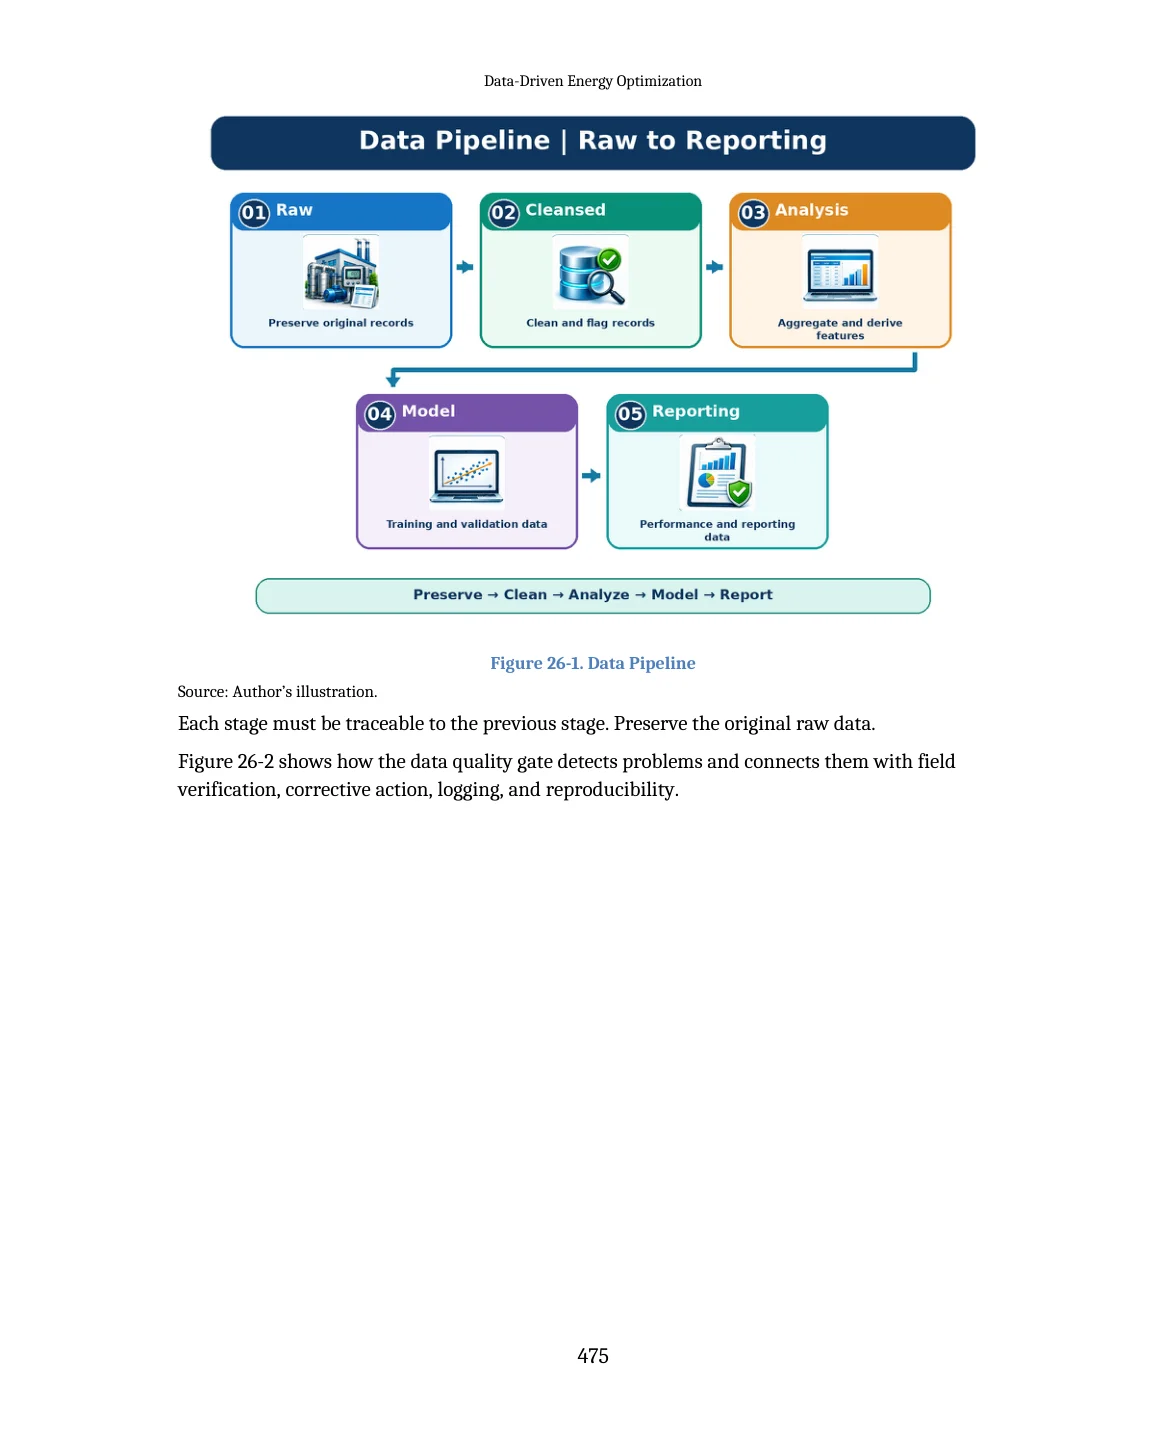 Data-Driven Energy Optimization
Data Pipeline | Raw to Reporting
01 Raw
Preserve original records
02 Cleansed
Clean and flag records
03 Analysis
Aggregate and derive
features
04 Model
Training and validation data
05 Reporting
Performance and reporting
data
Preserve → Clean → Analyze → Model → Report
Figure 26-1. Data Pipeline
Source: Author’s illustration.
Each stage must be traceable to the previous stage. Preserve the original raw data.
Figure 26-2 shows how the data quality gate detects problems and connects them with field
verification, corrective action, logging, and reproducibility.
475